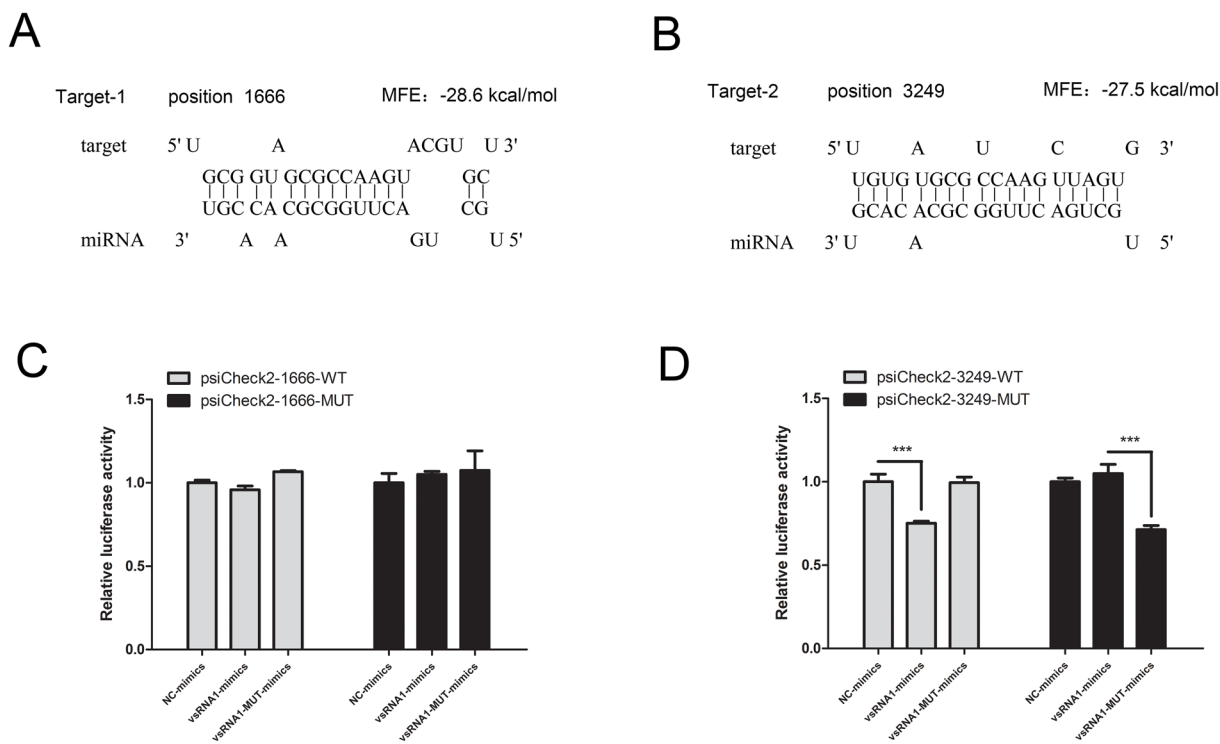 A
Target-1 position 1666 MFE: -28.6 kcal/mol
target 5' U A ACGU U 3'
GCG GU GCGCCAAGU GC
UGC CA CGCGGUUCA CG
miRNA 3' A A GU U 5'
B
Target-2 position 3249 MFE: -27.5 kcal/mol
target 5' U A U C G 3'
UGUG UGCG CCAAG UUAGU
GCAC ACGC GGUUC AGUCG
miRNA 3' U A U 5'
C
psiCheck2-1666-WT
psiCheck2-1666-MUT
Relative luciferase activity
1.5
1.0
0.5
0.0
NC-mimics
vsRNA1-mimics
vsRNA1-MUT-mimics
NC-mimics
vsRNA1-mimics
vsRNA1-MUT-mimics
D
psiCheck2-3249-WT
psiCheck2-3249-MUT
Relative luciferase activity
1.5
1.0
0.5
0.0
***
***
NC-mimics
vsRNA1-mimics
vsRNA1-MUT-mimics
NC-mimics
vsRNA1-mimics
vsRNA1-MUT-mimics